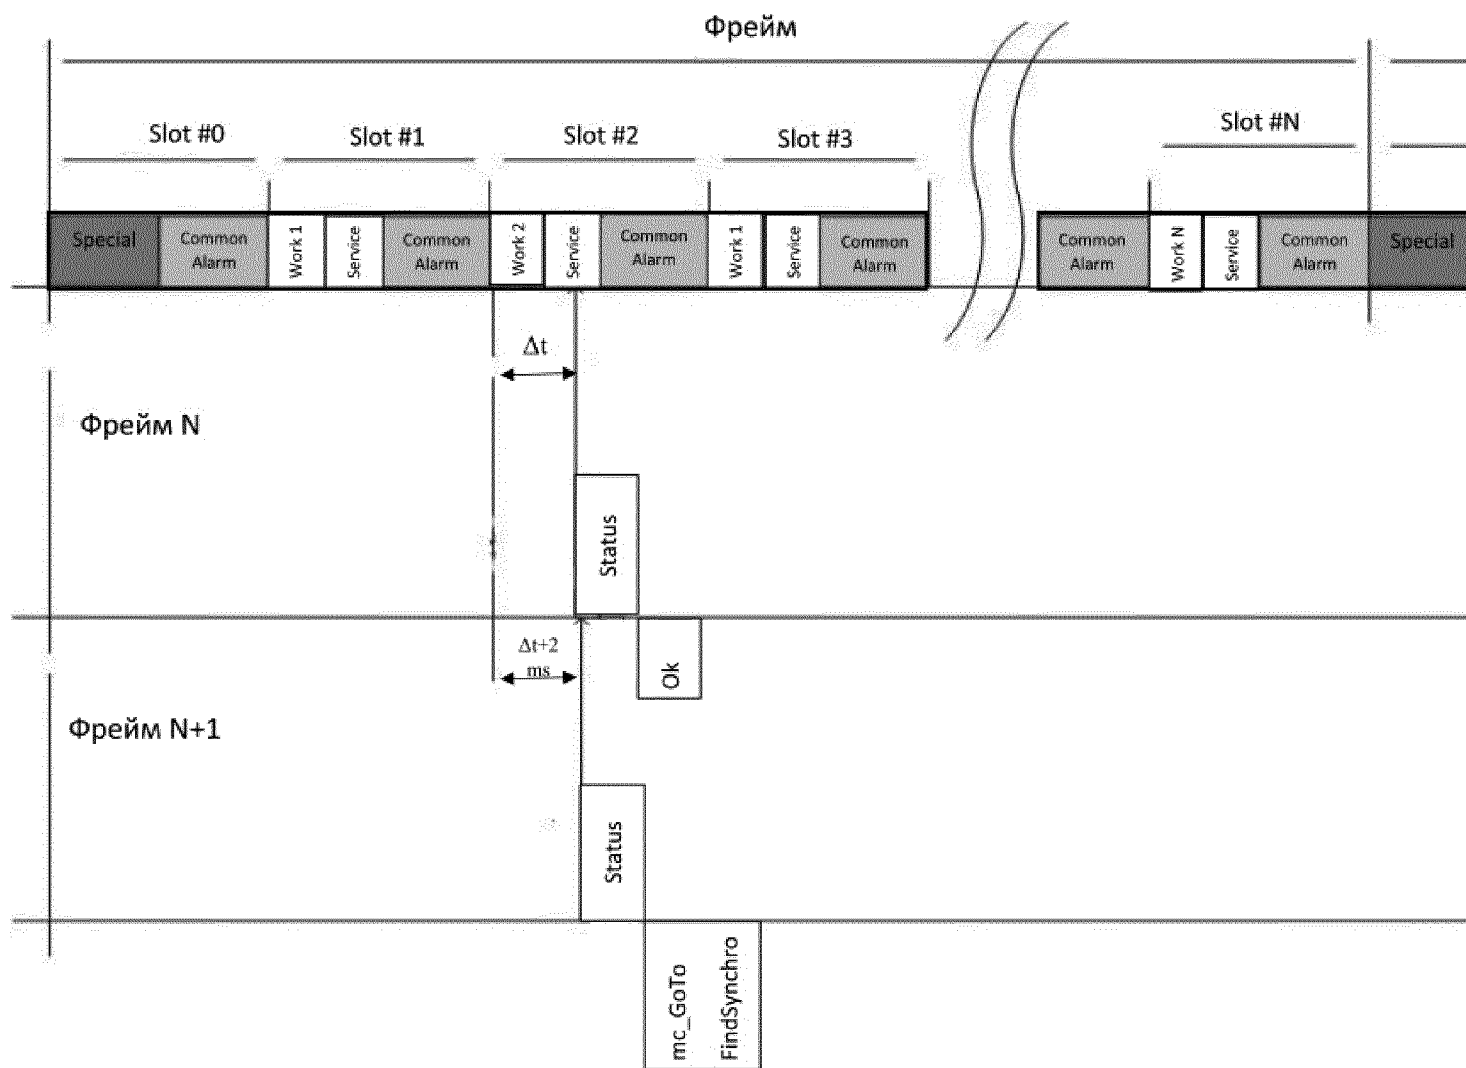 Фрейм
Slot #0
Slot #1
Slot #2
Slot #3
Slot #N
Special
Common
Alarm
Work 1
Service
Common
Alarm
Work 2
Service
Common
Alarm
Work 1
Service
Common
Alarm
Common
Alarm
Work N
Service
Common
Alarm
Special
Δt
Фрейм N
Status
Δt+2
ms
Ok
Фрейм N+1
Status
mc_GoTo
FindSynchro